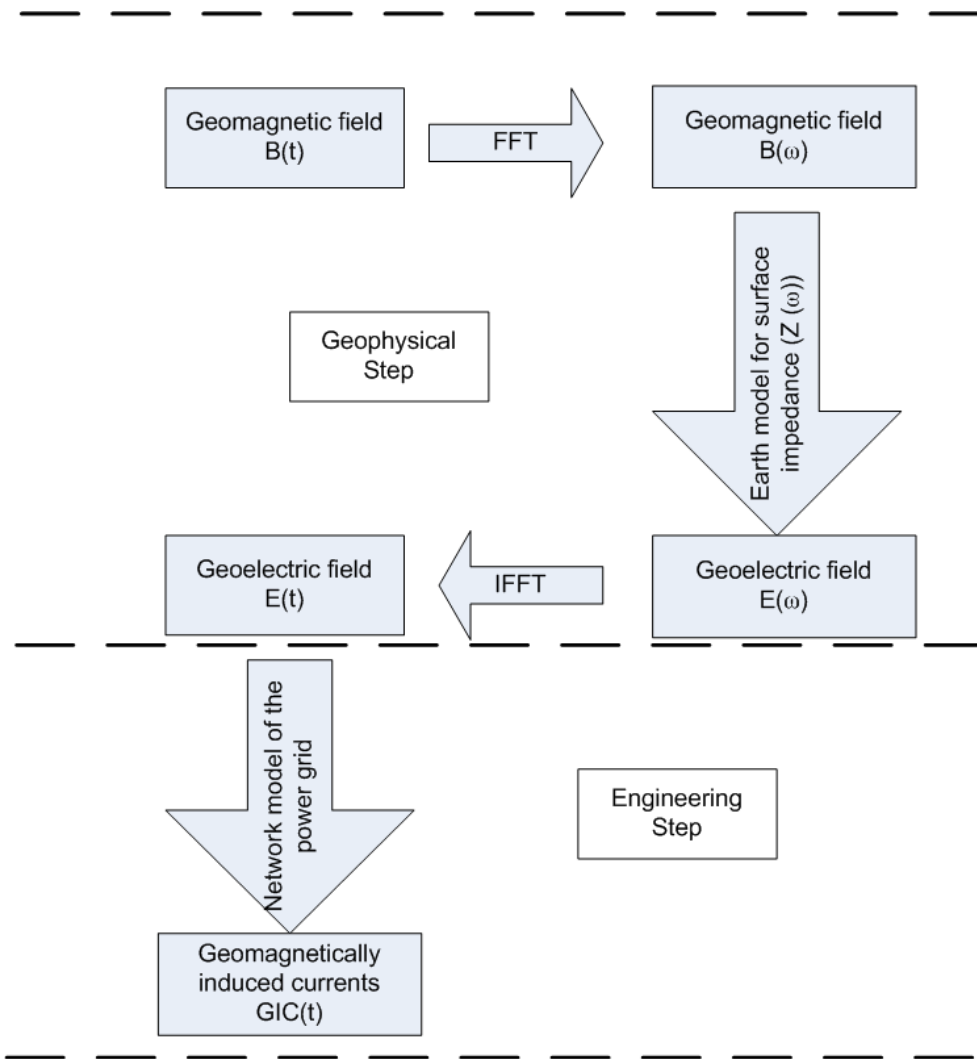 Geomagnetic field
B(t)
FFT
Geomagnetic field
B(ω)
Earth model for surface
impedance (Z (ω))
Geophysical
Step
Geoelectric field
E(t)
IFFT
Geoelectric field
E(ω)
Network model of the
power grid
Engineering
Step
Geomagnetically
induced currents
GIC(t)